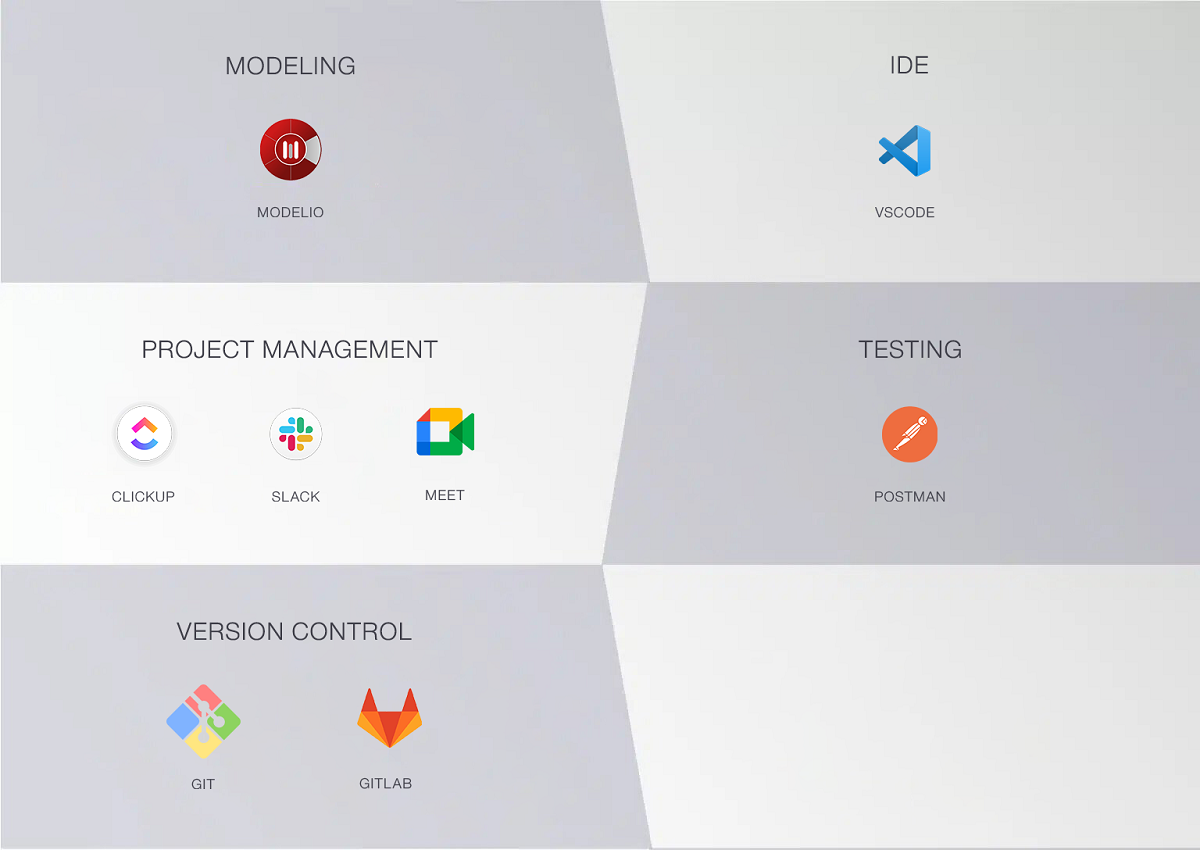 MODELING
MODELIO
IDE
VSCODE
PROJECT MANAGEMENT
CLICKUP
SLACK
MEET
TESTING
POSTMAN
VERSION CONTROL
GIT
GITLAB